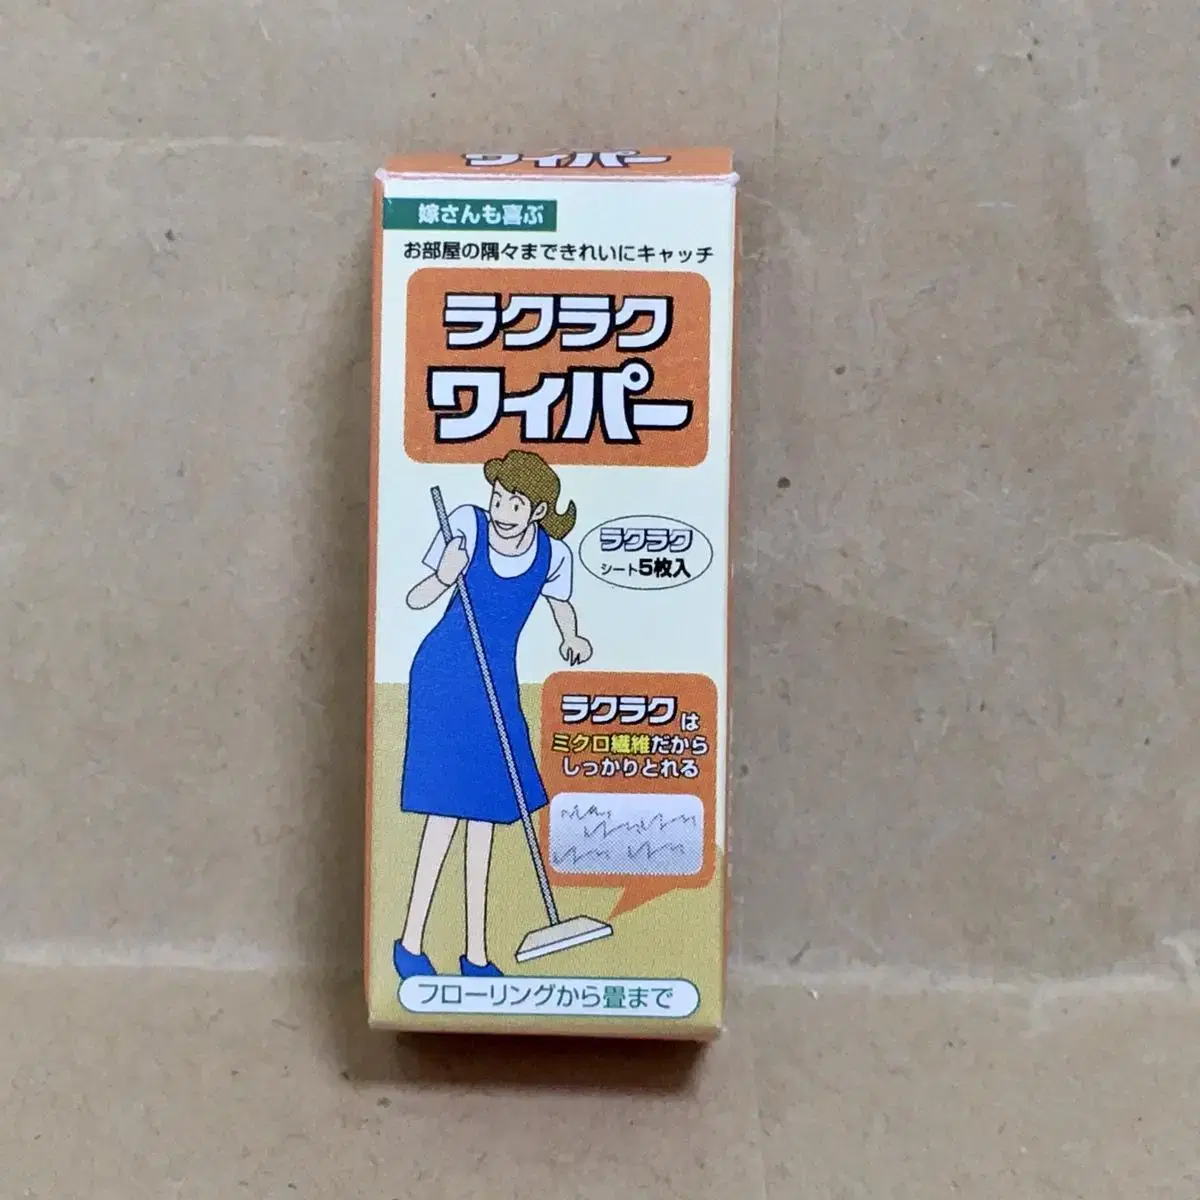 ワイパー
嫁さんも喜ぶ
お部屋の隅々まできれいにキャッチ
ラクラク
ワイパー
ラクラク
シート5枚入
ラクラクは
ミクロ繊維だから
しっかりとれる
フローリングから畳まで